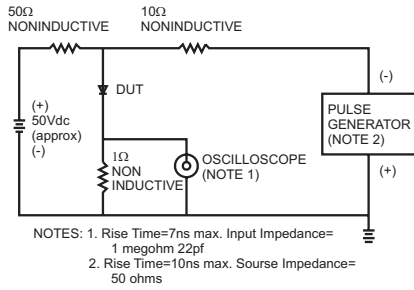 50Ω
NONINDUCTIVE
10Ω
NONINDUCTIVE
(+)
50Vdc
(approx)
(-)
DUT
1Ω
NON
INDUCTIVE
OSCILLOSCOPE
(NOTE 1)
(-)
PULSE
GENERATOR
(NOTE 2)
(+)
NOTES: 1. Rise Time=7ns max. Input Impedance=
1 megohm 22pf
2. Rise Time=10ns max. Sourse Impedance=
50 ohms